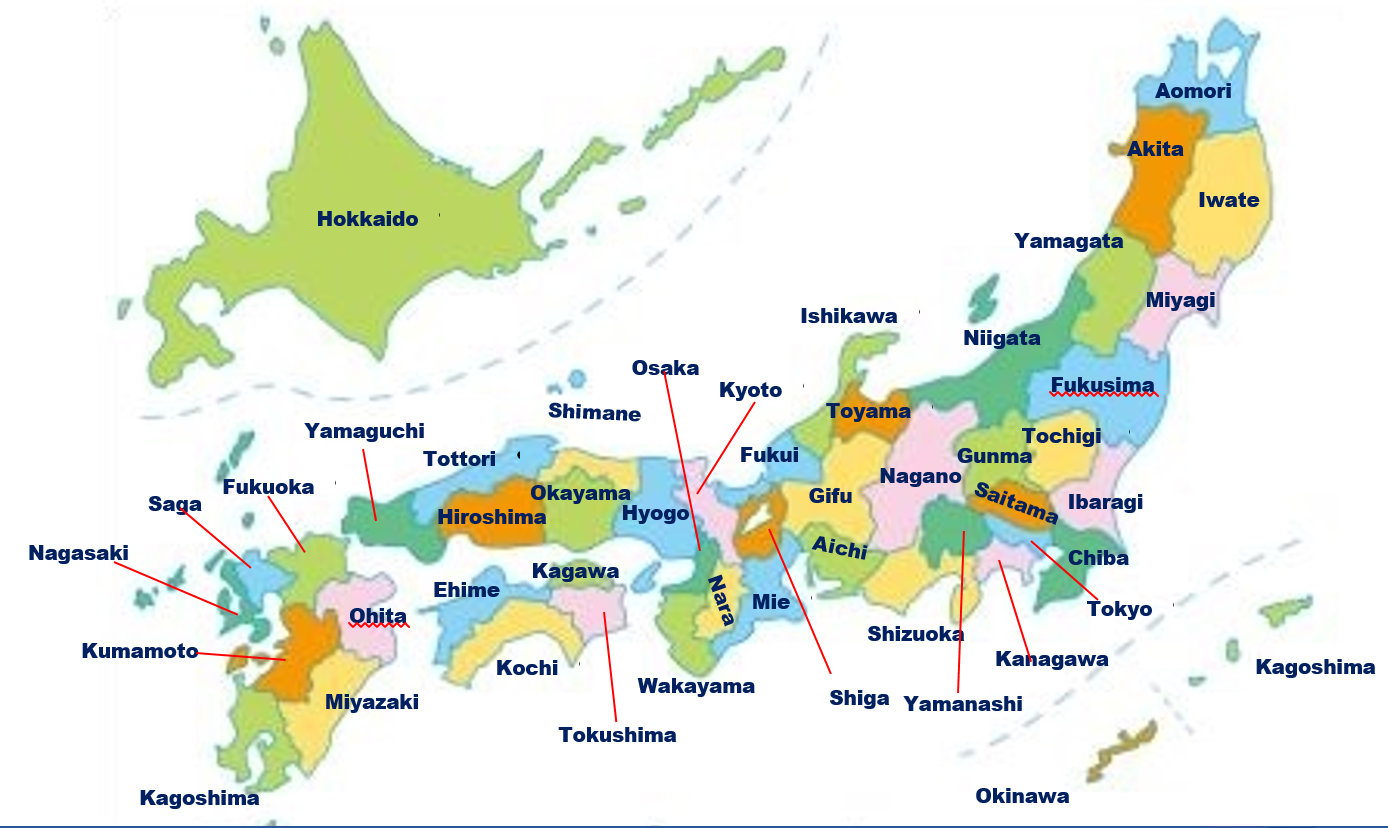 Aomori
Akita
Iwate
Hokkaido
Yamagata
Miyagi
Ishikawa
Niigata
Osaka
Kyoto
Fukusima
Shimane
Toyama
Yamaguchi
Tochigi
Tottori
Fukui
Gunma
Nagano
Fukuoka
Okayama
Gifu
Saitama
Ibaragi
Saga
Hiroshima
Hyogo
Aichi
Nagasaki
Chiba
Kagawa
Ehime
Nara
Mie
Tokyo
Ohita
Shizuoka
Kumamoto
Kanagawa
Kochi
Kagoshima
Wakayama
Miyazaki
Shiga
Yamanashi
Tokushima
Kagoshima
Okinawa